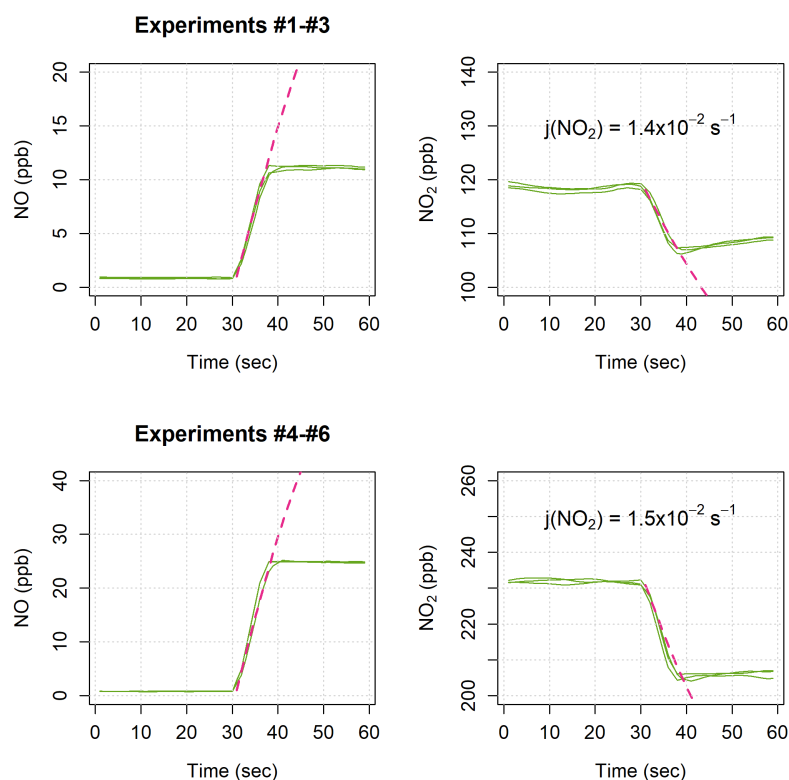 Experiments #1-#3
NO (ppb)
20
15
10
5
0
0 10 20 30 40 50 60
Time (sec)
NO₂ (ppb)
140
130
120
110
100
j(NO₂) = 1.4x10⁻² s⁻¹
0 10 20 30 40 50 60
Time (sec)
Experiments #4-#6
NO (ppb)
40
30
20
10
0
0 10 20 30 40 50 60
Time (sec)
NO₂ (ppb)
260
240
220
200
j(NO₂) = 1.5x10⁻² s⁻¹
0 10 20 30 40 50 60
Time (sec)